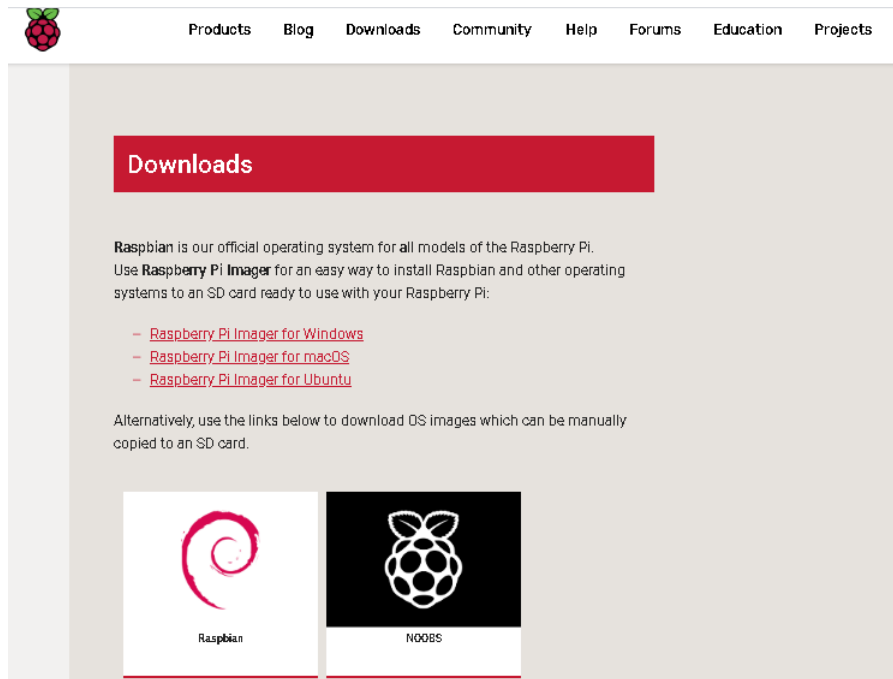 Products Blog Downloads Community Help Forums Education Projects
Downloads
Raspbian is our official operating system for all models of the Raspberry Pi.
Use Raspberry Pi Imager for an easy way to install Raspbian and other operating
systems to an SD card ready to use with your Raspberry Pi:
– Raspberry Pi Imager for Windows
– Raspberry Pi Imager for macOS
– Raspberry Pi Imager for Ubuntu
Alternatively, use the links below to download OS images which can be manually
copied to an SD card.
Raspbian NOOBS